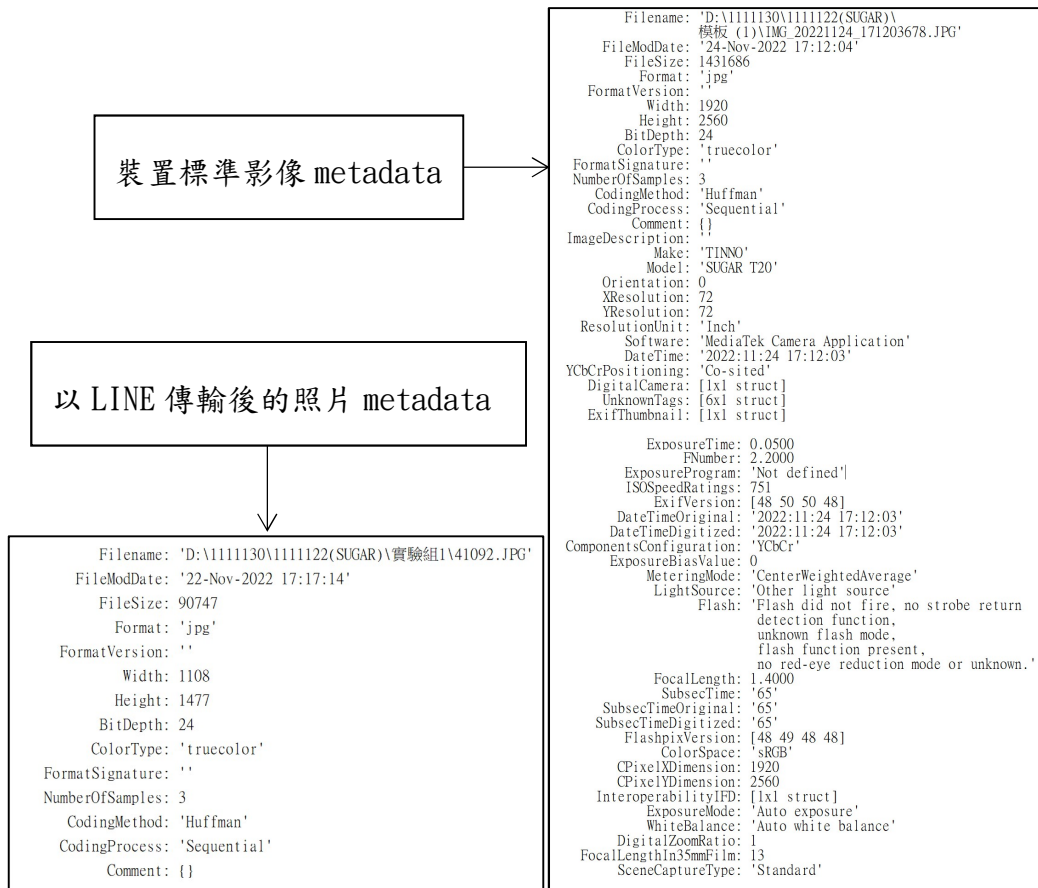 裝置標準影像 metadata
Filename: 'D:\1111130\1111122(SUGAR)\
模板 (1)\IMG_20221124_171203678.JPG'
FileModDate: '24-Nov-2022 17:12:04'
FileSize: 1431686
Format: 'jpg'
FormatVersion: ''
Width: 1920
Height: 2560
BitDepth: 24
ColorType: 'truecolor'
FormatSignature: ''
NumberOfSamples: 3
CodingMethod: 'Huffman'
CodingProcess: 'Sequential'
Comment: {}
ImageDescription: ''
Make: 'TINNO'
Model: 'SUGAR T20'
Orientation: 0
XResolution: 72
YResolution: 72
ResolutionUnit: 'Inch'
Software: 'MediaTek Camera Application'
DateTime: '2022:11:24 17:12:03'
YCbCrPositioning: 'Co-sited'
DigitalCamera: [1x1 struct]
UnknownTags: [6x1 struct]
ExifThumbnail: [1x1 struct]
ExposureTime: 0.0500
FNumber: 2.2000
ExposureProgram: 'Not defined'
ISOSpeedRatings: 751
ExifVersion: [48 50 50 48]
DateTimeOriginal: '2022:11:24 17:12:03'
DateTimeDigitized: '2022:11:24 17:12:03'
ComponentsConfiguration: 'YCbCr'
ExposureBiasValue: 0
MeteringMode: 'CenterWeightedAverage'
LightSource: 'Other light source'
Flash: 'Flash did not fire, no strobe return
detection function,
unknown flash mode,
flash function present,
no red-eye reduction mode or unknown.'
FocalLength: 1.4000
SubsecTime: '65'
SubsecTimeOriginal: '65'
SubsecTimeDigitized: '65'
FlashpixVersion: [48 49 48 48]
ColorSpace: 'sRGB'
CPixelXDimension: 1920
CPixelYDimension: 2560
InteroperabilityIFD: [1x1 struct]
ExposureMode: 'Auto exposure'
WhiteBalance: 'Auto white balance'
DigitalZoomRatio: 1
FocalLengthIn35mmFilm: 13
SceneCaptureType: 'Standard'
以 LINE 傳輸後的照片 metadata
Filename: 'D:\1111130\1111122(SUGAR)\實驗組1\41092.JPG'
FileModDate: '22-Nov-2022 17:17:14'
FileSize: 90747
Format: 'jpg'
FormatVersion: ''
Width: 1108
Height: 1477
BitDepth: 24
ColorType: 'truecolor'
FormatSignature: ''
NumberOfSamples: 3
CodingMethod: 'Huffman'
CodingProcess: 'Sequential'
Comment: {}